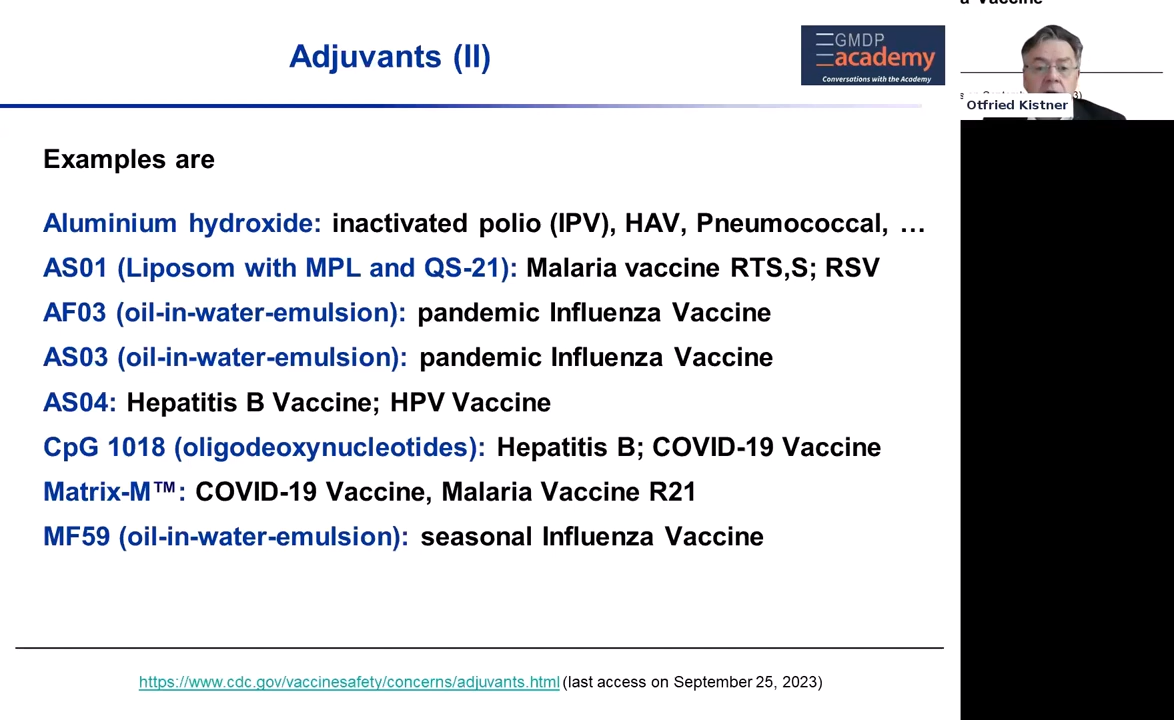 Adjuvants (II)
GMDP
academy
Conversations with the Academy
a Vaccine
Otfried Kistner
Examples are
Aluminium hydroxide: inactivated polio (IPV), HAV, Pneumococcal, …
AS01 (Liposom with MPL and QS-21): Malaria vaccine RTS,S; RSV
AF03 (oil-in-water-emulsion): pandemic Influenza Vaccine
AS03 (oil-in-water-emulsion): pandemic Influenza Vaccine
AS04: Hepatitis B Vaccine; HPV Vaccine
CpG 1018 (oligodeoxynucleotides): Hepatitis B; COVID-19 Vaccine
Matrix-M™: COVID-19 Vaccine, Malaria Vaccine R21
MF59 (oil-in-water-emulsion): seasonal Influenza Vaccine
https://www.cdc.gov/vaccinesafety/concerns/adjuvants.html (last access on September 25, 2023)